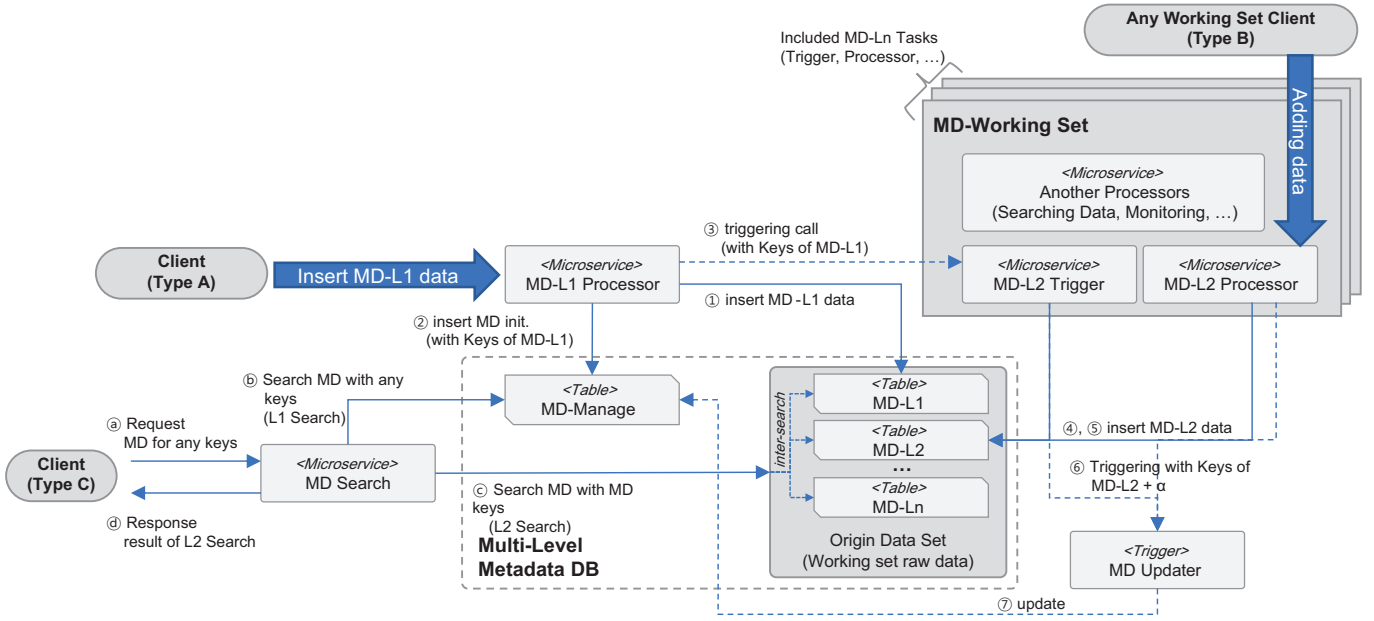 Any Working Set Client
(Type B)
Included MD-Ln Tasks
(Trigger, Processor, …)
Adding data
MD-Working Set
<Microservice>
Another Processors
(Searching Data, Monitoring, …)
③ triggering call
(with Keys of MD-L1)
Client
(Type A)
Insert MD-L1 data
<Microservice>
MD-L1 Processor
<Microservice>
MD-L2 Trigger
<Microservice>
MD-L2 Processor
① insert MD-L1 data
② insert MD init.
(with Keys of MD-L1)
ⓑ Search MD with any
keys
(L1 Search)
<Table>
MD-Manage
inter-search
<Table>
MD-L1
<Table>
MD-L2
…
<Table>
MD-Ln
Origin Data Set
(Working set raw data)
④, ⑤ insert MD-L2 data
ⓐ Request
MD for any keys
Client
(Type C)
<Microservice>
MD Search
ⓒ Search MD with MD
keys
(L2 Search)
⑥ Triggering with Keys of
MD-L2 + α
ⓓ Response
result of L2 Search
Multi-Level
Metadata DB
<Trigger>
MD Updater
⑦ update